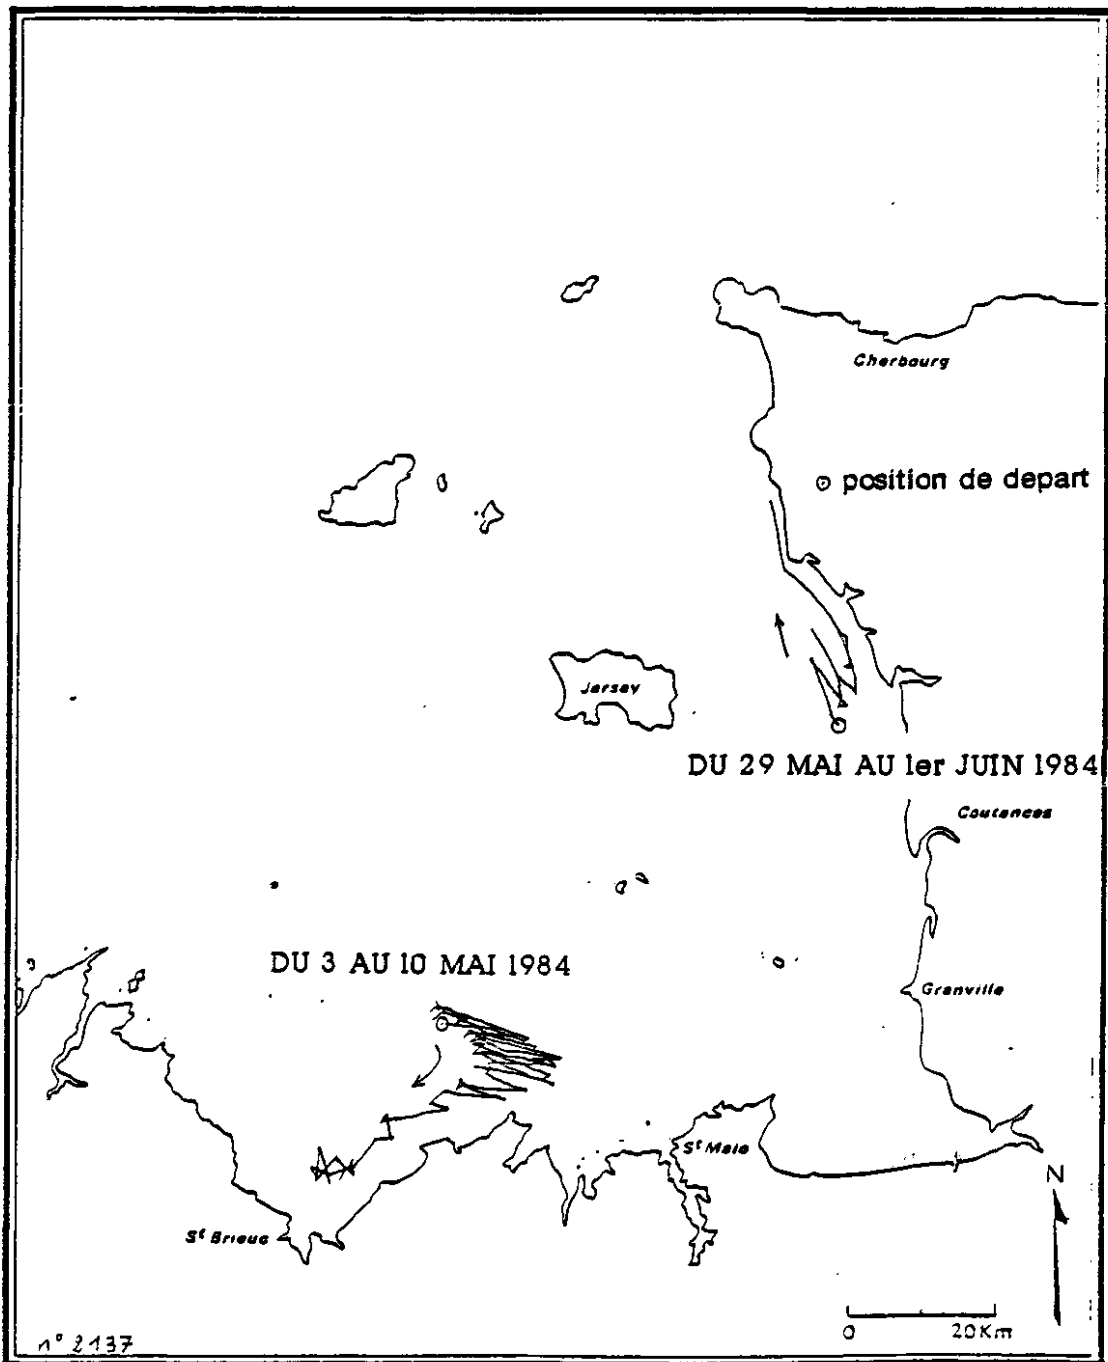 Cherbourg
position de depart
Jersey
DU 29 MAI AU 1er JUIN 1984
Coutances
DU 3 AU 10 MAI 1984
Granville
St Malo
N
St Brieuc
0 20Km
n° 2137